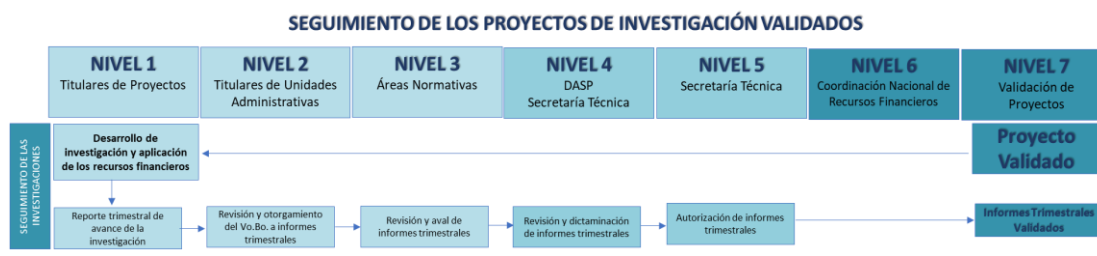 SEGUIMIENTO DE LOS PROYECTOS DE INVESTIGACIÓN VALIDADOS
NIVEL 1
Titulares de Proyectos
NIVEL 2
Titulares de Unidades
Administrativas
NIVEL 3
Áreas Normativas
NIVEL 4
DASP
Secretaría Técnica
NIVEL 5
Secretaría Técnica
NIVEL 6
Coordinación Nacional de
Recursos Financieros
NIVEL 7
Validación de
Proyectos
SEGUIMIENTO DE LAS
INVESTIGACIONES
Desarrollo de
investigación y aplicación
de los recursos financieros
Proyecto
Validado
Reporte trimestral de
avance de la
investigación
Revisión y otorgamiento
del Vo.Bo. a informes
trimestrales
Revisión y aval de
informes trimestrales
Revisión y dictaminación
de informes trimestrales
Autorización de informes
trimestrales
Informes Trimestrales
Validados